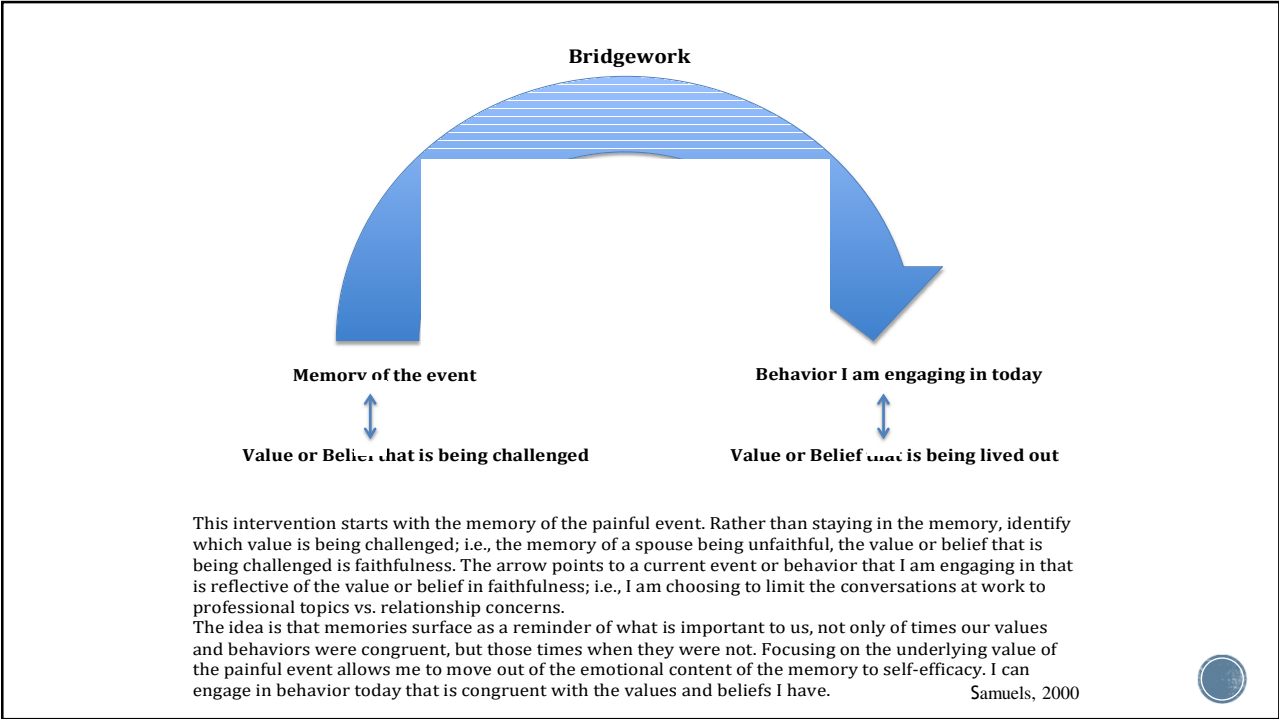 Bridgework
Memory of the event
Behavior I am engaging in today
Value or Belief that is being challenged
Value or Belief that is being lived out
This intervention starts with the memory of the painful event. Rather than staying in the memory, identify
which value is being challenged; i.e., the memory of a spouse being unfaithful, the value or belief that is
being challenged is faithfulness. The arrow points to a current event or behavior that I am engaging in that
is reflective of the value or belief in faithfulness; i.e., I am choosing to limit the conversations at work to
professional topics vs. relationship concerns.
The idea is that memories surface as a reminder of what is important to us, not only of times our values
and behaviors were congruent, but those times when they were not. Focusing on the underlying value of
the painful event allows me to move out of the emotional content of the memory to self-efficacy. I can
engage in behavior today that is congruent with the values and beliefs I have.
Samuels, 2000